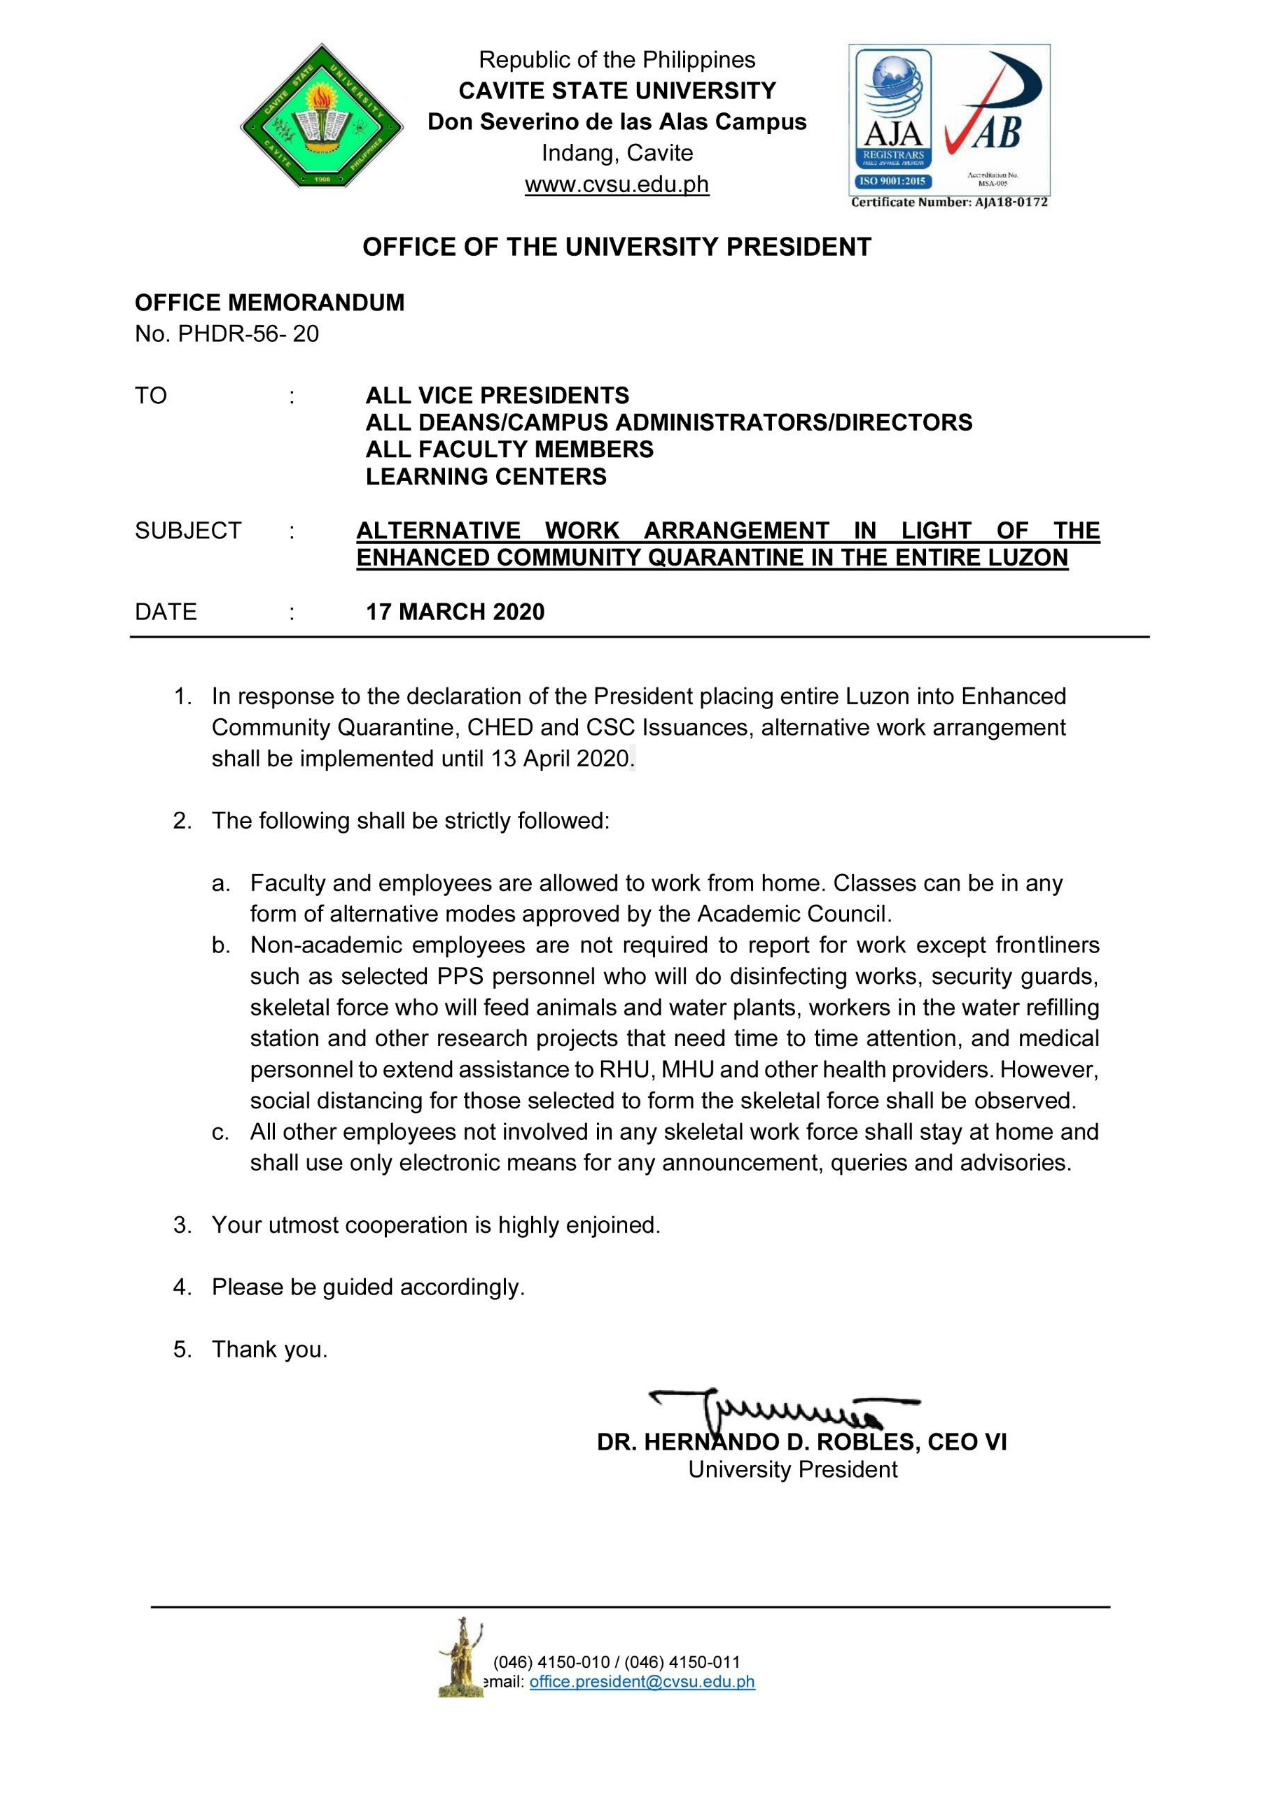 Republic of the Philippines
CAVITE STATE UNIVERSITY
Don Severino de las Alas Campus
Indang, Cavite
www.cvsu.edu.ph
CAVITE STATE UNIVERSITY
CAVITE PHILIPPINES
1906
AJA
REGISTRARS
ISO 9001:2015
PAB
Accreditation No.
MSA-005
Certificate Number: AJA18-0172
OFFICE OF THE UNIVERSITY PRESIDENT
OFFICE MEMORANDUM
No. PHDR-56- 20
TO : ALL VICE PRESIDENTS
ALL DEANS/CAMPUS ADMINISTRATORS/DIRECTORS
ALL FACULTY MEMBERS
LEARNING CENTERS
SUBJECT : ALTERNATIVE WORK ARRANGEMENT IN LIGHT OF THE
ENHANCED COMMUNITY QUARANTINE IN THE ENTIRE LUZON
DATE : 17 MARCH 2020
1. In response to the declaration of the President placing entire Luzon into Enhanced
Community Quarantine, CHED and CSC Issuances, alternative work arrangement
shall be implemented until 13 April 2020.
2. The following shall be strictly followed:
a. Faculty and employees are allowed to work from home. Classes can be in any
form of alternative modes approved by the Academic Council.
b. Non-academic employees are not required to report for work except frontliners
such as selected PPS personnel who will do disinfecting works, security guards,
skeletal force who will feed animals and water plants, workers in the water refilling
station and other research projects that need time to time attention, and medical
personnel to extend assistance to RHU, MHU and other health providers. However,
social distancing for those selected to form the skeletal force shall be observed.
c. All other employees not involved in any skeletal work force shall stay at home and
shall use only electronic means for any announcement, queries and advisories.
3. Your utmost cooperation is highly enjoined.
4. Please be guided accordingly.
5. Thank you.
DR. HERNANDO D. ROBLES, CEO VI
University President
(046) 4150-010 / (046) 4150-011
email: office.president@cvsu.edu.ph